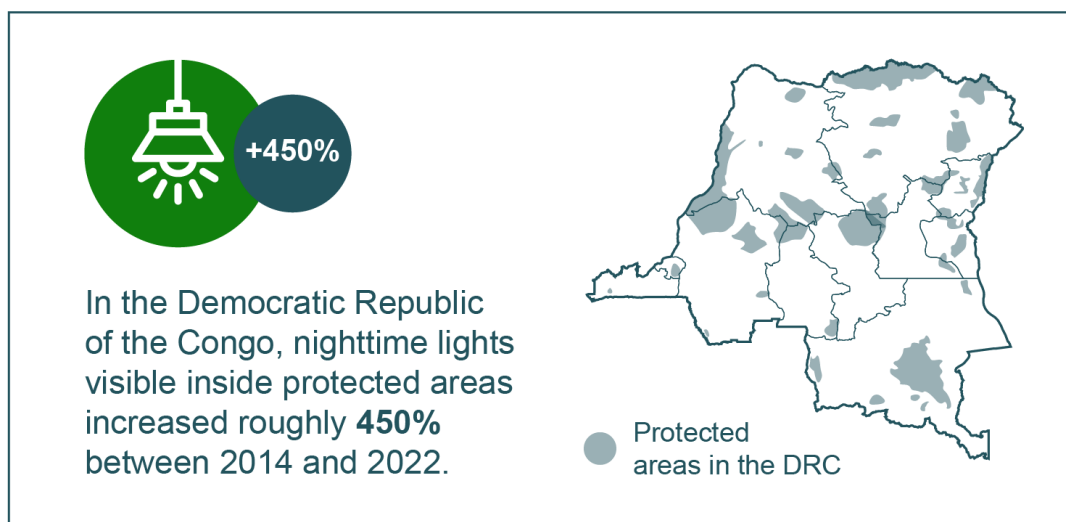 +450%
In the Democratic Republic
of the Congo, nighttime lights
visible inside protected areas
increased roughly 450%
between 2014 and 2022.
Protected
areas in the DRC